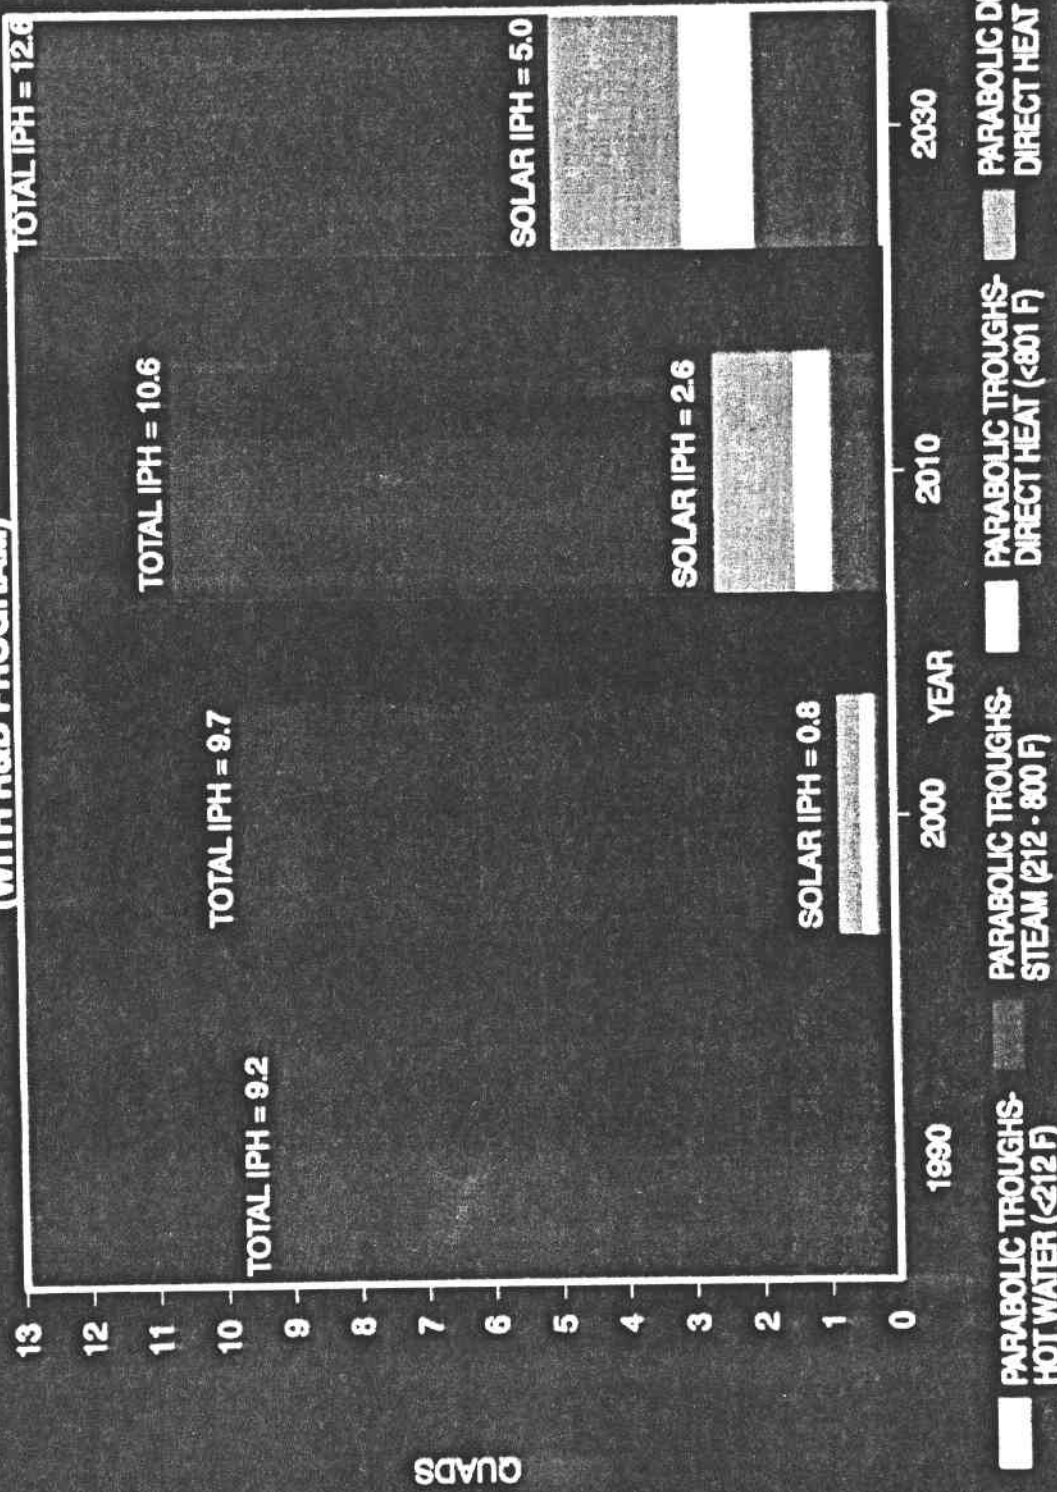 (WITH R&D PROGRAM)
QUADS
13
12
11
10
9
8
7
6
5
4
3
2
1
0
TOTAL IPH = 9.2
TOTAL IPH = 9.7
SOLAR IPH = 0.8
TOTAL IPH = 10.6
SOLAR IPH = 2.6
TOTAL IPH = 12.6
SOLAR IPH = 5.0
1990
2000
2010
2030
YEAR
PARABOLIC TROUGHS-
HOT WATER (<212 F)
PARABOLIC TROUGHS-
STEAM (212 - 800 F)
PARABOLIC TROUGHS-
DIRECT HEAT (<801 F)
PARABOLIC
DIRECT HEAT